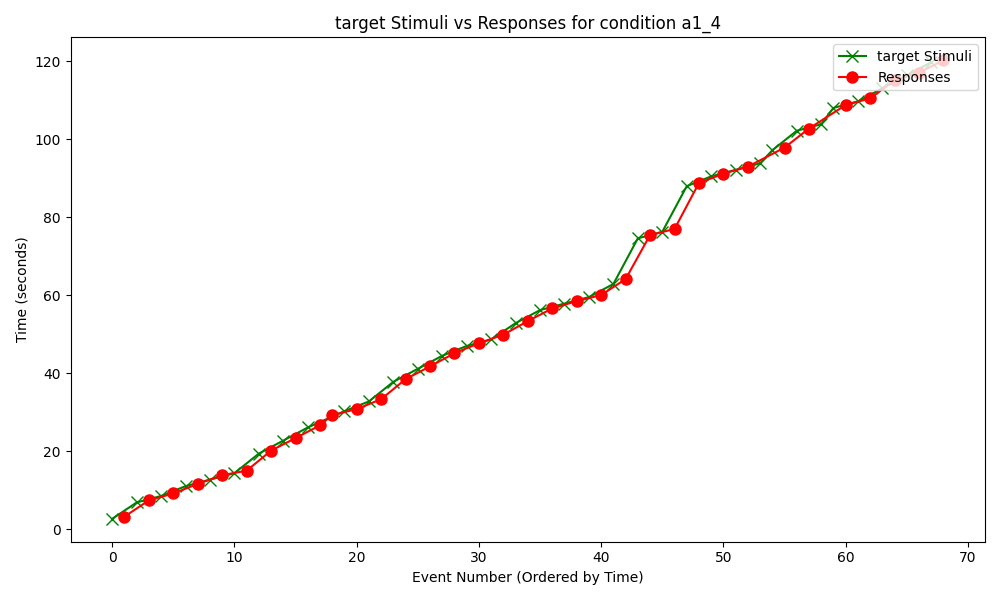 target Stimuli vs Responses for condition a1_4
target Stimuli
Responses
Time (seconds)
120
100
80
60
40
20
0
0 10 20 30 40 50 60 70
Event Number (Ordered by Time)